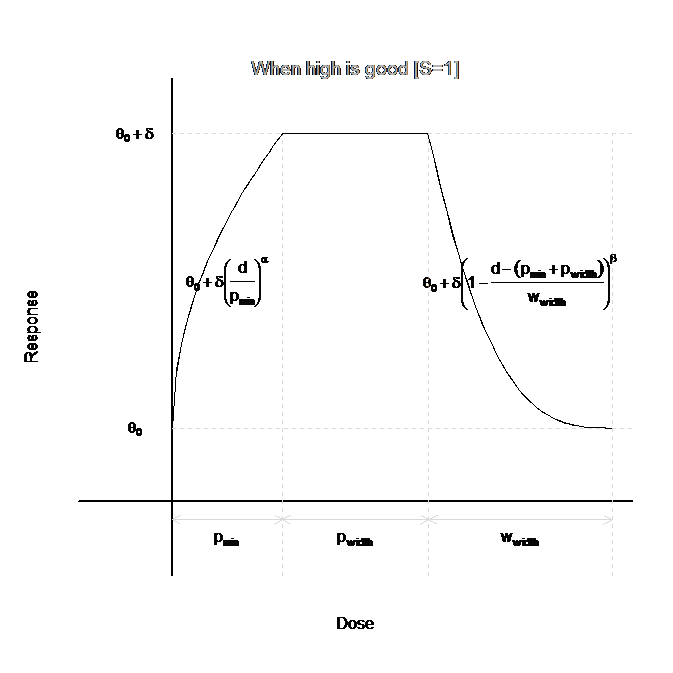 When high is good [S=1]
θ₀ + δ
θ₀ + δ(d/p_min)^α
θ₀ + δ(1 − (d − (p_min + p_width))/w_width)^β
Response
θ₀
p_min
p_width
w_width
Dose